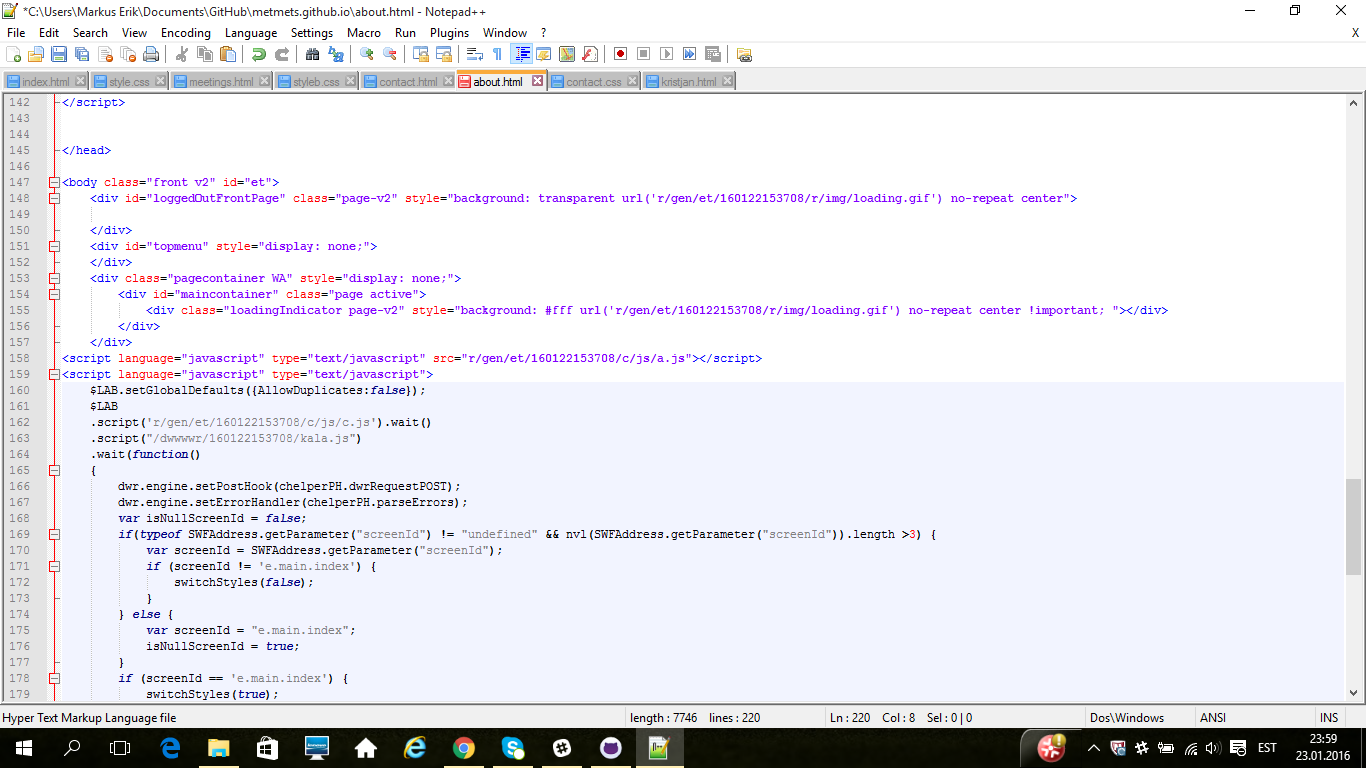 *C:\Users\Markus Erik\Documents\GitHub\metmets.github.io\about.html - Notepad++
File Edit Search View Encoding Language Settings Macro Run Plugins Window ? X
index.html style.css meetings.html styleb.css contact.html about.html contact.css kristjan.html
142 </script>
143
144
145 </head>
146
147 <body class="front v2" id="et">
148 <div id="loggedOutFrontPage" class="page-v2" style="background: transparent url('r/gen/et/160122153708/r/img/loading.gif') no-repeat center">
149
150 </div>
151 <div id="topmenu" style="display: none;">
152 </div>
153 <div class="pagecontainer WA" style="display: none;">
154 <div id="maincontainer" class="page active">
155 <div class="loadingIndicator page-v2" style="background: #fff url('r/gen/et/160122153708/r/img/loading.gif') no-repeat center !important; "></div>
156 </div>
157 </div>
158 <script language="javascript" type="text/javascript" src="r/gen/et/160122153708/c/js/a.js"></script>
159 <script language="javascript" type="text/javascript">
160 $LAB.setGlobalDefaults({AllowDuplicates:false});
161 $LAB
162 .script('r/gen/et/160122153708/c/js/c.js').wait()
163 .script("/dwwwwr/160122153708/kala.js")
164 .wait(function()
165 {
166 dwr.engine.setPostHook(chelperPH.dwrRequestPOST);
167 dwr.engine.setErrorHandler(chelperPH.parseErrors);
168 var isNullScreenId = false;
169 if(typeof SWFAddress.getParameter("screenId") != "undefined" && nvl(SWFAddress.getParameter("screenId")).length >3) {
170 var screenId = SWFAddress.getParameter("screenId");
171 if (screenId != 'e.main.index') {
172 switchStyles(false);
173 }
174 } else {
175 var screenId = "e.main.index";
176 isNullScreenId = true;
177 }
178 if (screenId == 'e.main.index') {
179 switchStyles(true);
Hyper Text Markup Language file length : 7746 lines : 220 Ln : 220 Col : 8 Sel : 0 | 0 Dos\Windows ANSI INS
EST 23:59
23.01.2016